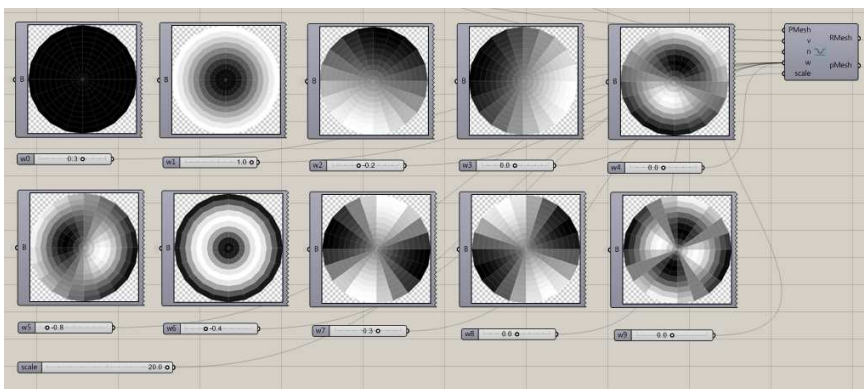 B
B
B
B
B
PMesh
v
n
w
scale
RMesh
pMesh
w0 0.3
w1 1.0
w2 -0.2
w3 0.0
w4 0.0
B
B
B
B
B
w5 -0.8
w6 -0.4
w7 0.3
w8 0.0
w9 0.0
scale 20.0